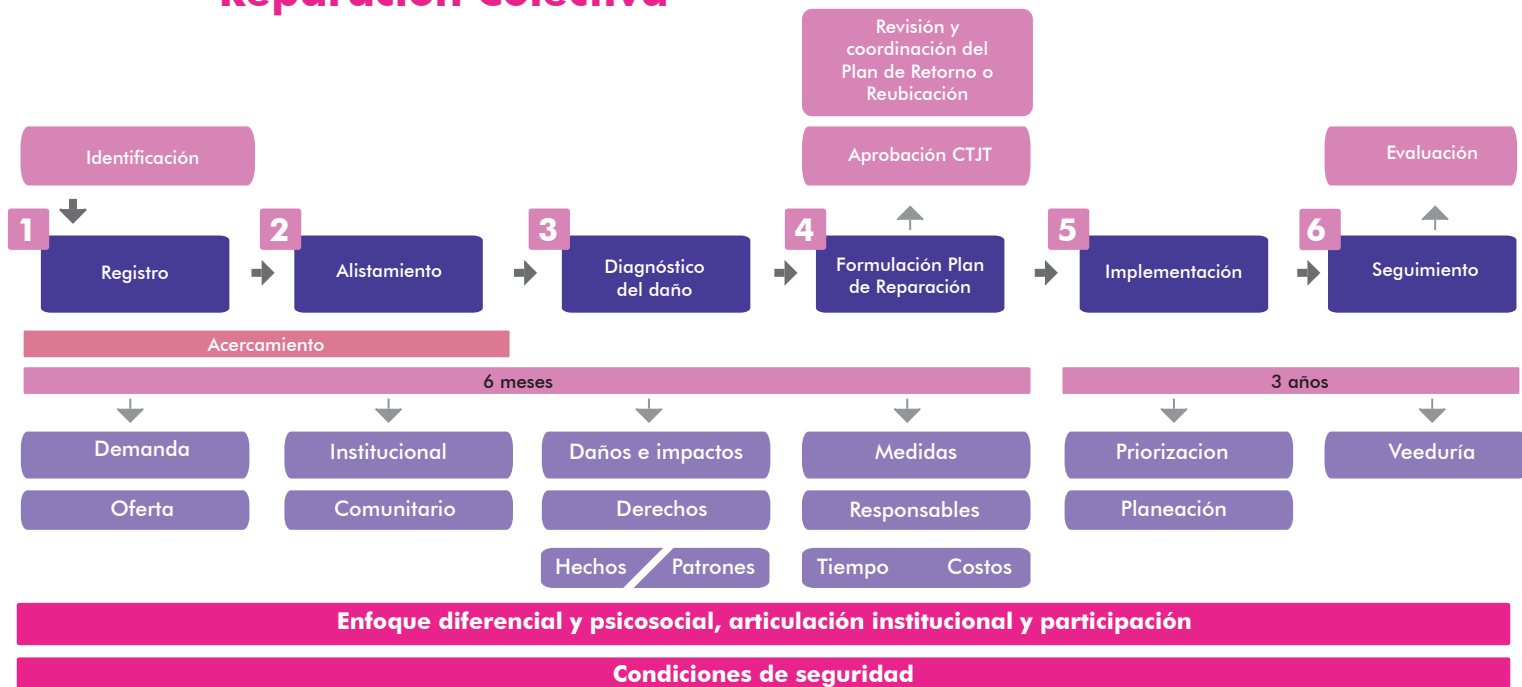 Reparación Colectiva
Revisión y
coordinación del
Plan de Retorno o
Reubicación
Identificación
Aprobación CTJT
Evaluación
1
Registro
2
Alistamiento
3
Diagnóstico
del daño
4
Formulación Plan
de Reparación
5
Implementación
6
Seguimiento
Acercamiento
6 meses
3 años
Demanda
Institucional
Daños e impactos
Medidas
Priorizacion
Veeduría
Oferta
Comunitario
Derechos
Responsables
Planeación
Hechos
Patrones
Tiempo
Costos
Enfoque diferencial y psicosocial, articulación institucional y participación
Condiciones de seguridad